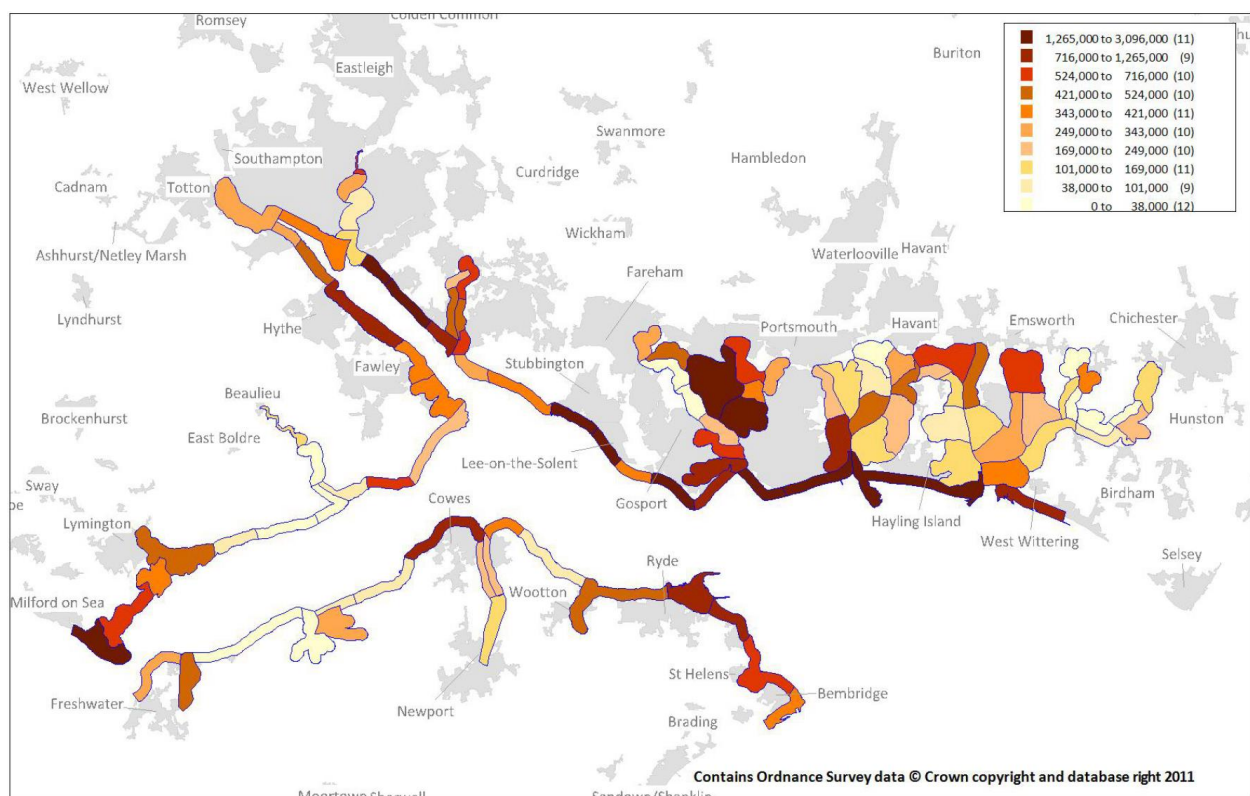 Romsey
Colden Common
Eastleigh
West Wellow
Buriton
1,265,000 to 3,096,000 (11)
716,000 to 1,265,000 (9)
524,000 to 716,000 (10)
421,000 to 524,000 (10)
343,000 to 421,000 (11)
249,000 to 343,000 (10)
169,000 to 249,000 (10)
101,000 to 169,000 (11)
38,000 to 101,000 (9)
0 to 38,000 (12)
Swanmore
Southampton
Hambledon
Cadnam
Totton
Curdridge
Wickham
Ashhurst/Netley Marsh
Waterlooville
Havant
Fareham
Lyndhurst
Hythe
Portsmouth
Havant
Emsworth
Chichester
Stubbington
Fawley
Beaulieu
Brockenhurst
Hunston
East Boldre
Lee-on-the-Solent
Birdham
Sway
Gosport
Cowes
Hayling Island
Lymington
West Wittering
Ryde
Selsey
Wootton
Milford on Sea
St Helens
Bembridge
Freshwater
Newport
Brading
Contains Ordnance Survey data © Crown copyright and database right 2011